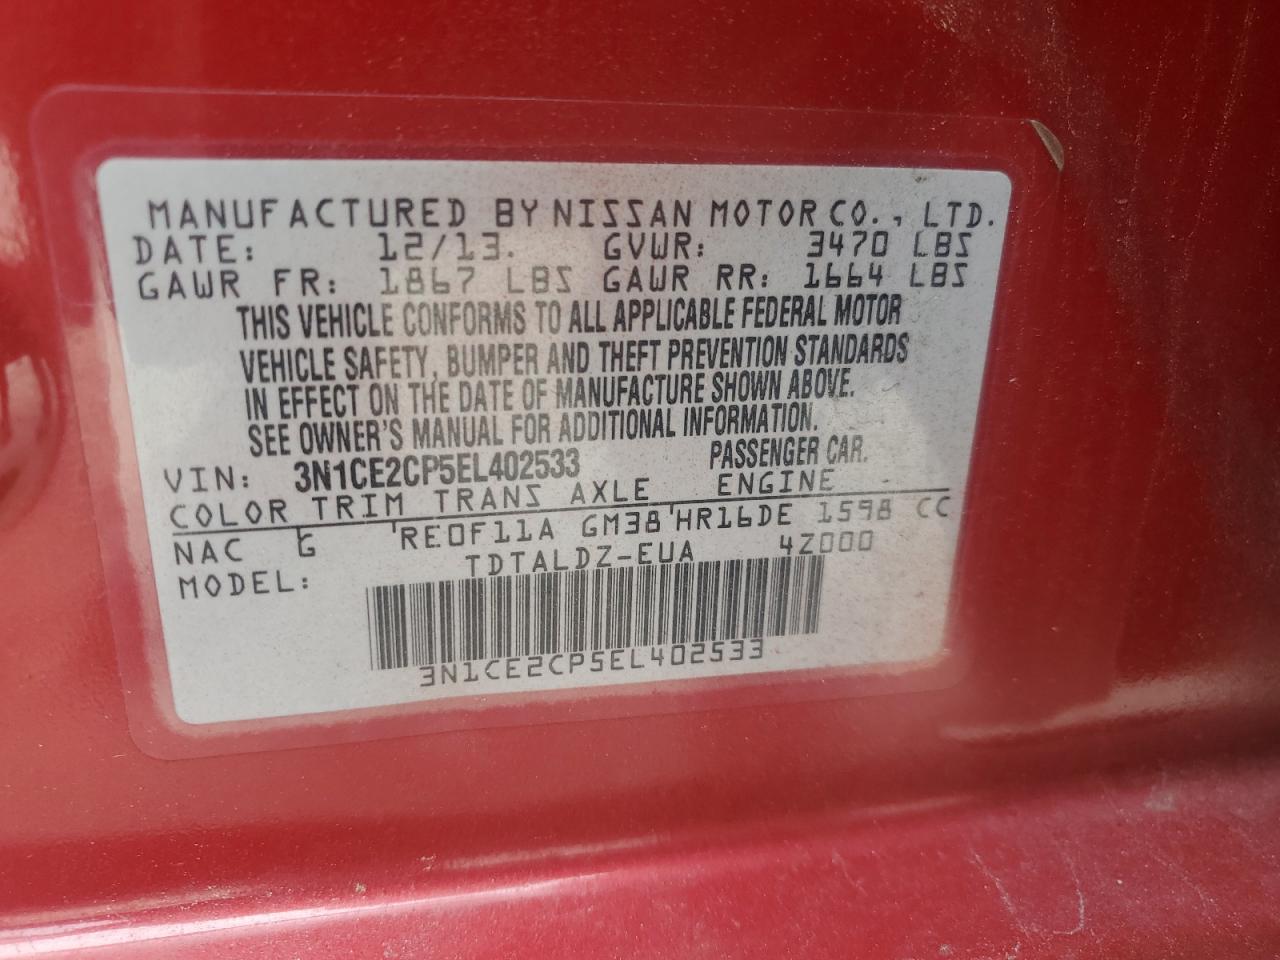 MANUFACTURED BY NISSAN MOTOR CO., LTD.
DATE: 12/13. GVWR: 3470 LBS
GAWR FR: 1867 LBS GAWR RR: 1664 LBS
THIS VEHICLE CONFORMS TO ALL APPLICABLE FEDERAL MOTOR
VEHICLE SAFETY, BUMPER AND THEFT PREVENTION STANDARDS
IN EFFECT ON THE DATE OF MANUFACTURE SHOWN ABOVE.
SEE OWNER'S MANUAL FOR ADDITIONAL INFORMATION.
VIN: 3N1CE2CP5EL402533 PASSENGER CAR.
COLOR TRIM TRANS AXLE ENGINE
NAC G RE0F11A GM38 HR16DE 1598 CC
MODEL: TDTALDZ-EUA 4Z000
3N1CE2CP5EL402533